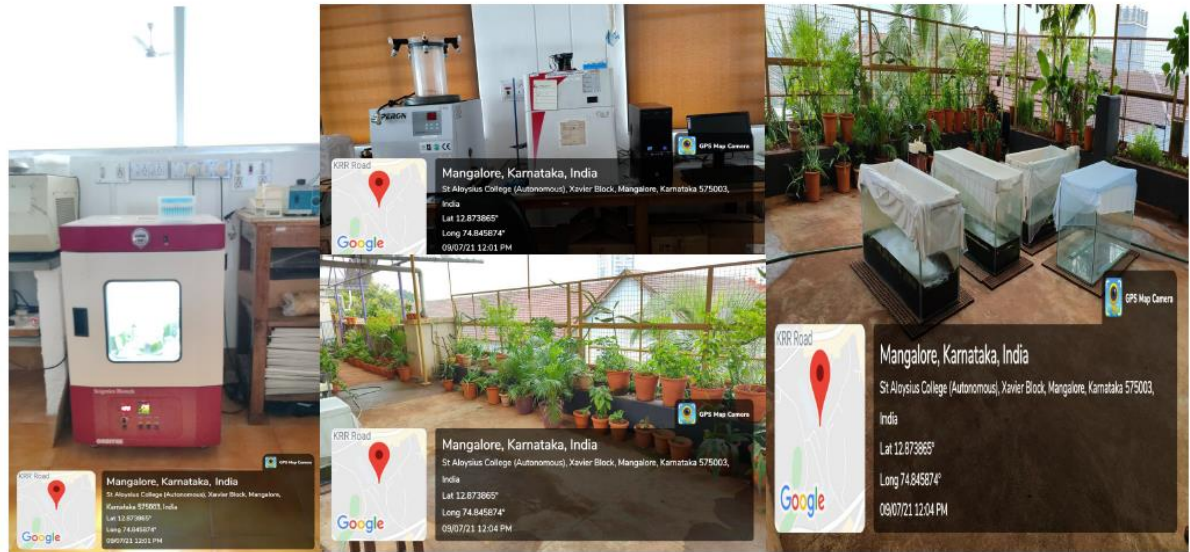 KRR Road
Google
GPS Map Camera
Mangalore, Karnataka, India
St Aloysius College (Autonomous), Xavier Block, Mangalore,
Karnataka 575003, India
Lat 12.873865°
Long 74.845874°
09/07/21 12:01 PM
KRR Road
Google
GPS Map Camera
Mangalore, Karnataka, India
St Aloysius College (Autonomous), Xavier Block, Mangalore, Karnataka 575003,
India
Lat 12.873865°
Long 74.845874°
09/07/21 12:01 PM
KRR Road
Google
GPS Map Camera
Mangalore, Karnataka, India
St Aloysius College (Autonomous), Xavier Block, Mangalore, Karnataka 575003,
India
Lat 12.873865°
Long 74.845874°
09/07/21 12:04 PM
KRR Road
Google
GPS Map Camera
Mangalore, Karnataka, India
St Aloysius College (Autonomous), Xavier Block, Mangalore, Karnataka 575003,
India
Lat 12.873865°
Long 74.845874°
09/07/21 12:04 PM